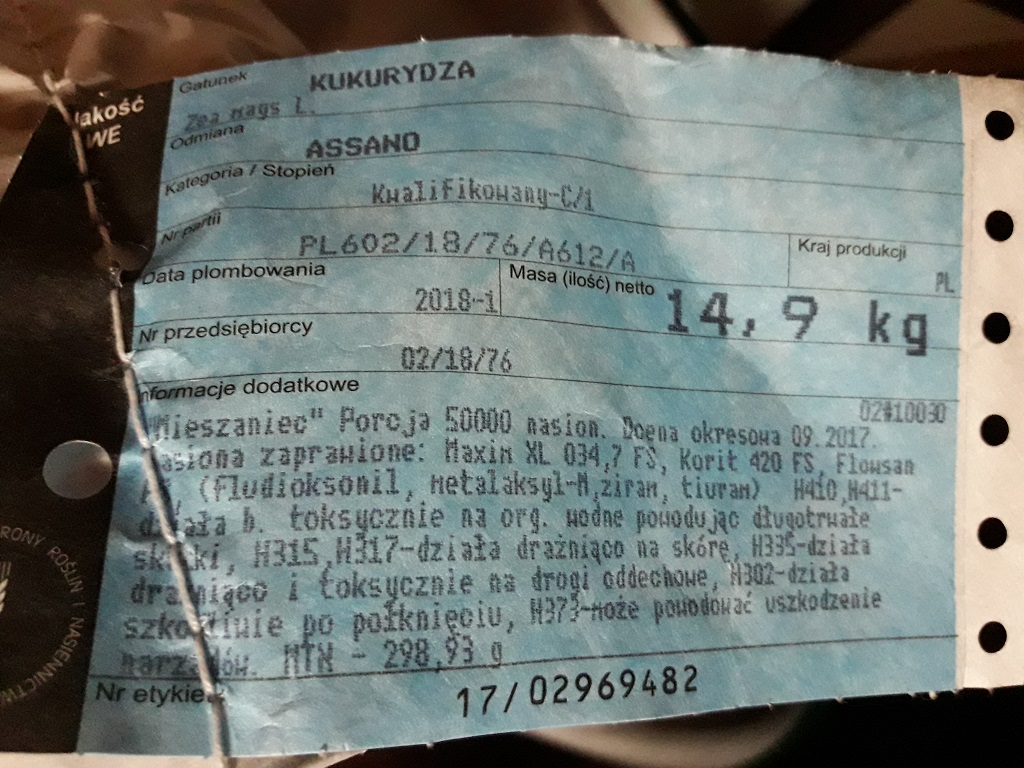 Jakość
WE
Gatunek KUKURYDZA
Zea mays L.
Odmiana ASSANO
Kategoria / Stopień
Kwalifikowany-C/1
Nr partii PL602/18/76/A612/A
Kraj produkcji PL
Data plombowania 2018-1
Masa (ilość) netto 14,9 kg
Nr przedsiębiorcy 02/18/76
Informacje dodatkowe 02#10030
"Mieszaniec" Porcja 50000 nasion. Ocena okresowa 09.2017.
zaprawione: Maxim XL 034,7 FS, Korit 420 FS, Flowsan
(Fludioksonil, metalaksyl-M,ziram, tiuram) H410,H411-
działa b. toksycznie na org. wodne powodując długotrwałe
skutki, H315,H317-działa drażniąco na skórę, H335-działa
drażniąco i toksycznie na drogi oddechowe, H302-działa
szkodliwie po połknięciu, H373-może powodować uszkodzenie
narządów. MTN - 298,93 g
Nr etykie 17/02969482
RONY ROŚLIN I NASIENNICTW